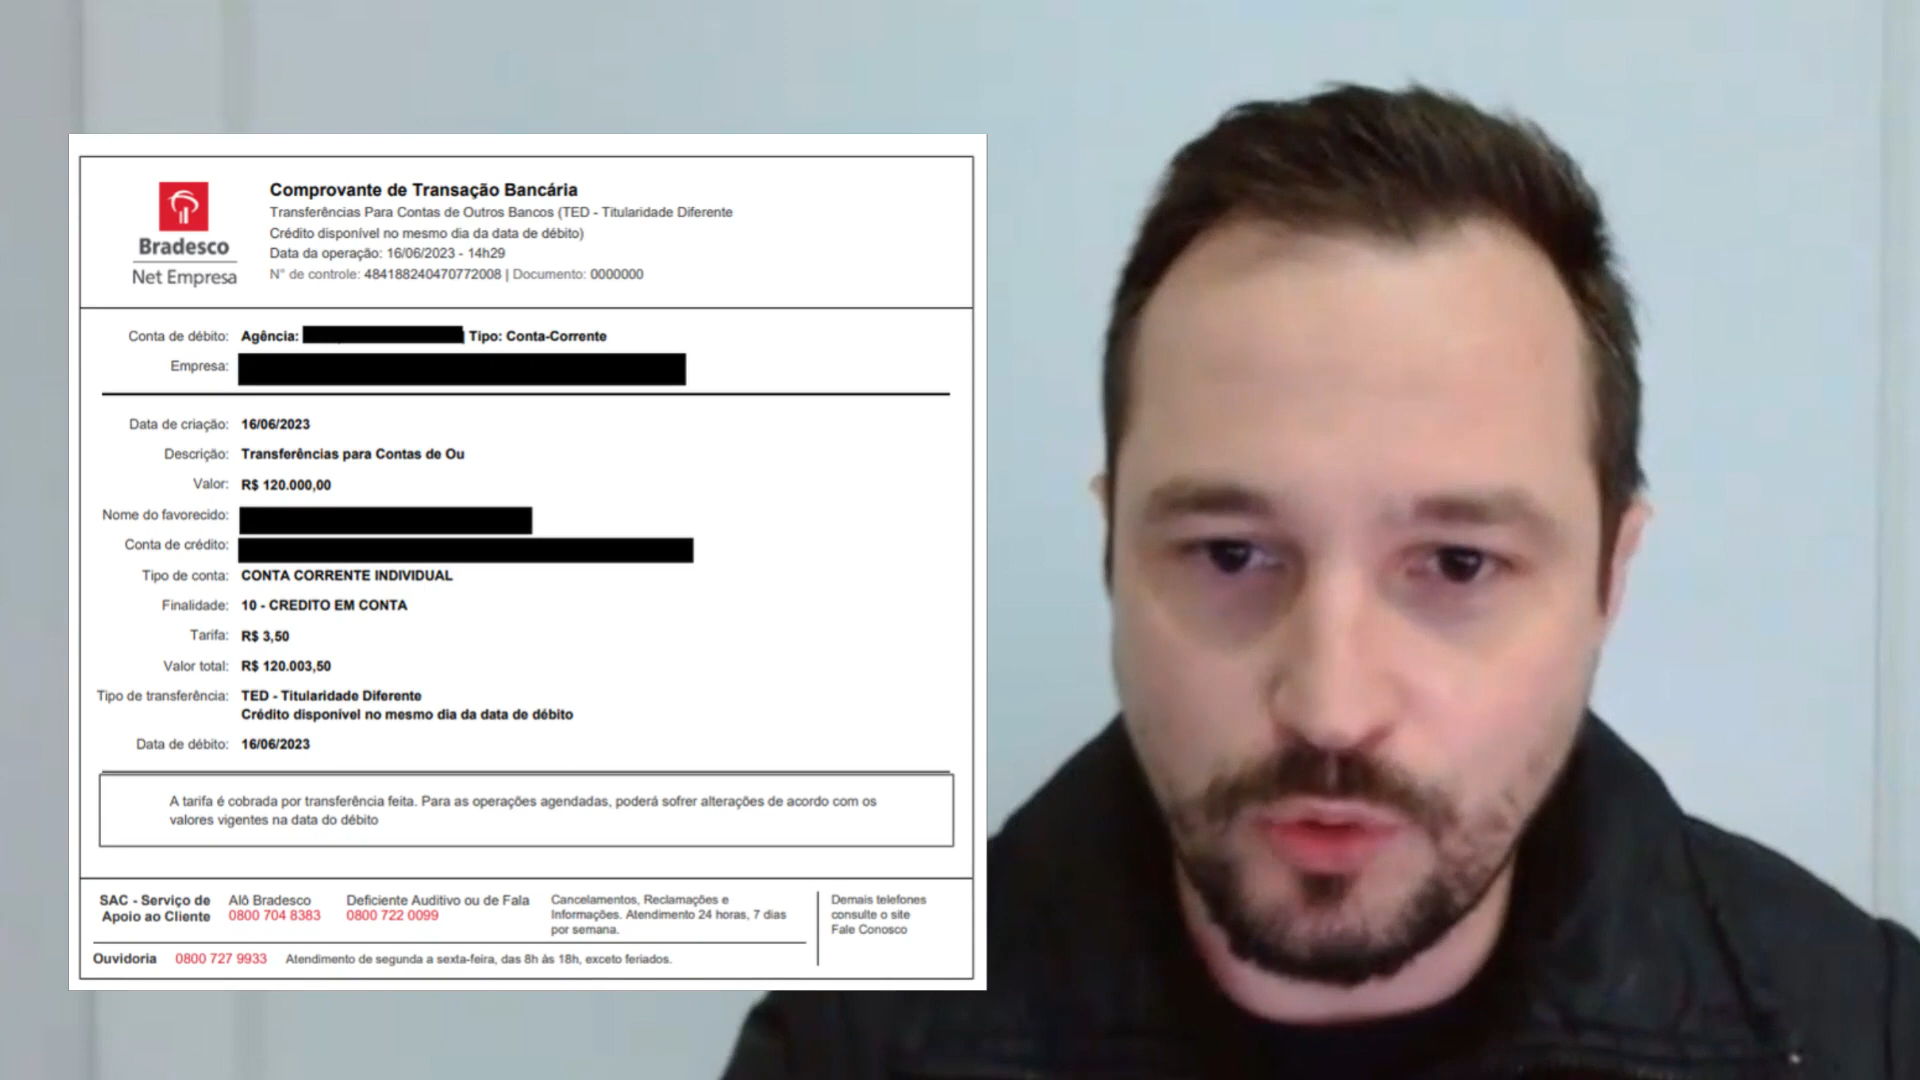 Bradesco
Net Empresa
Comprovante de Transação Bancária
Transferências Para Contas de Outros Bancos (TED - Titularidade Diferente
Crédito disponível no mesmo dia da data de débito)
Data da operação: 16/06/2023 - 14h29
N° de controle: 484188240470772008 | Documento: 0000000
Conta de débito: Agência: Tipo: Conta-Corrente
Empresa:
Data de criação: 16/06/2023
Descrição: Transferências para Contas de Ou
Valor: R$ 120.000,00
Nome do favorecido:
Conta de crédito:
Tipo de conta: CONTA CORRENTE INDIVIDUAL
Finalidade: 10 - CREDITO EM CONTA
Tarifa: R$ 3,50
Valor total: R$ 120.003,50
Tipo de transferência: TED - Titularidade Diferente
Crédito disponível no mesmo dia da data de débito
Data de débito: 16/06/2023
A tarifa é cobrada por transferência feita. Para as operações agendadas, poderá sofrer alterações de acordo com os
valores vigentes na data do débito
SAC - Serviço de
Apoio ao Cliente
Alô Bradesco
0800 704 8383
Deficiente Auditivo ou de Fala
0800 722 0099
Cancelamentos, Reclamações e
Informações. Atendimento 24 horas, 7 dias
por semana.
Demais telefones
consulte o site
Fale Conosco
Ouvidoria 0800 727 9933 Atendimento de segunda a sexta-feira, das 8h às 18h, exceto feriados.